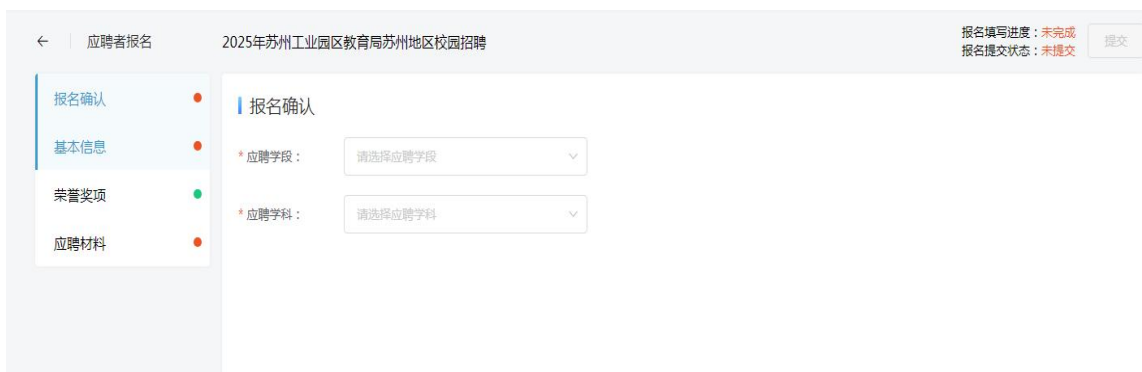 ← 应聘者报名 2025年苏州工业园区教育局苏州地区校园招聘
报名填写进度：未完成
报名提交状态：未提交
提交
报名确认
基本信息
荣誉奖项
应聘材料
报名确认
* 应聘学段： 请选择应聘学段
* 应聘学科： 请选择应聘学科